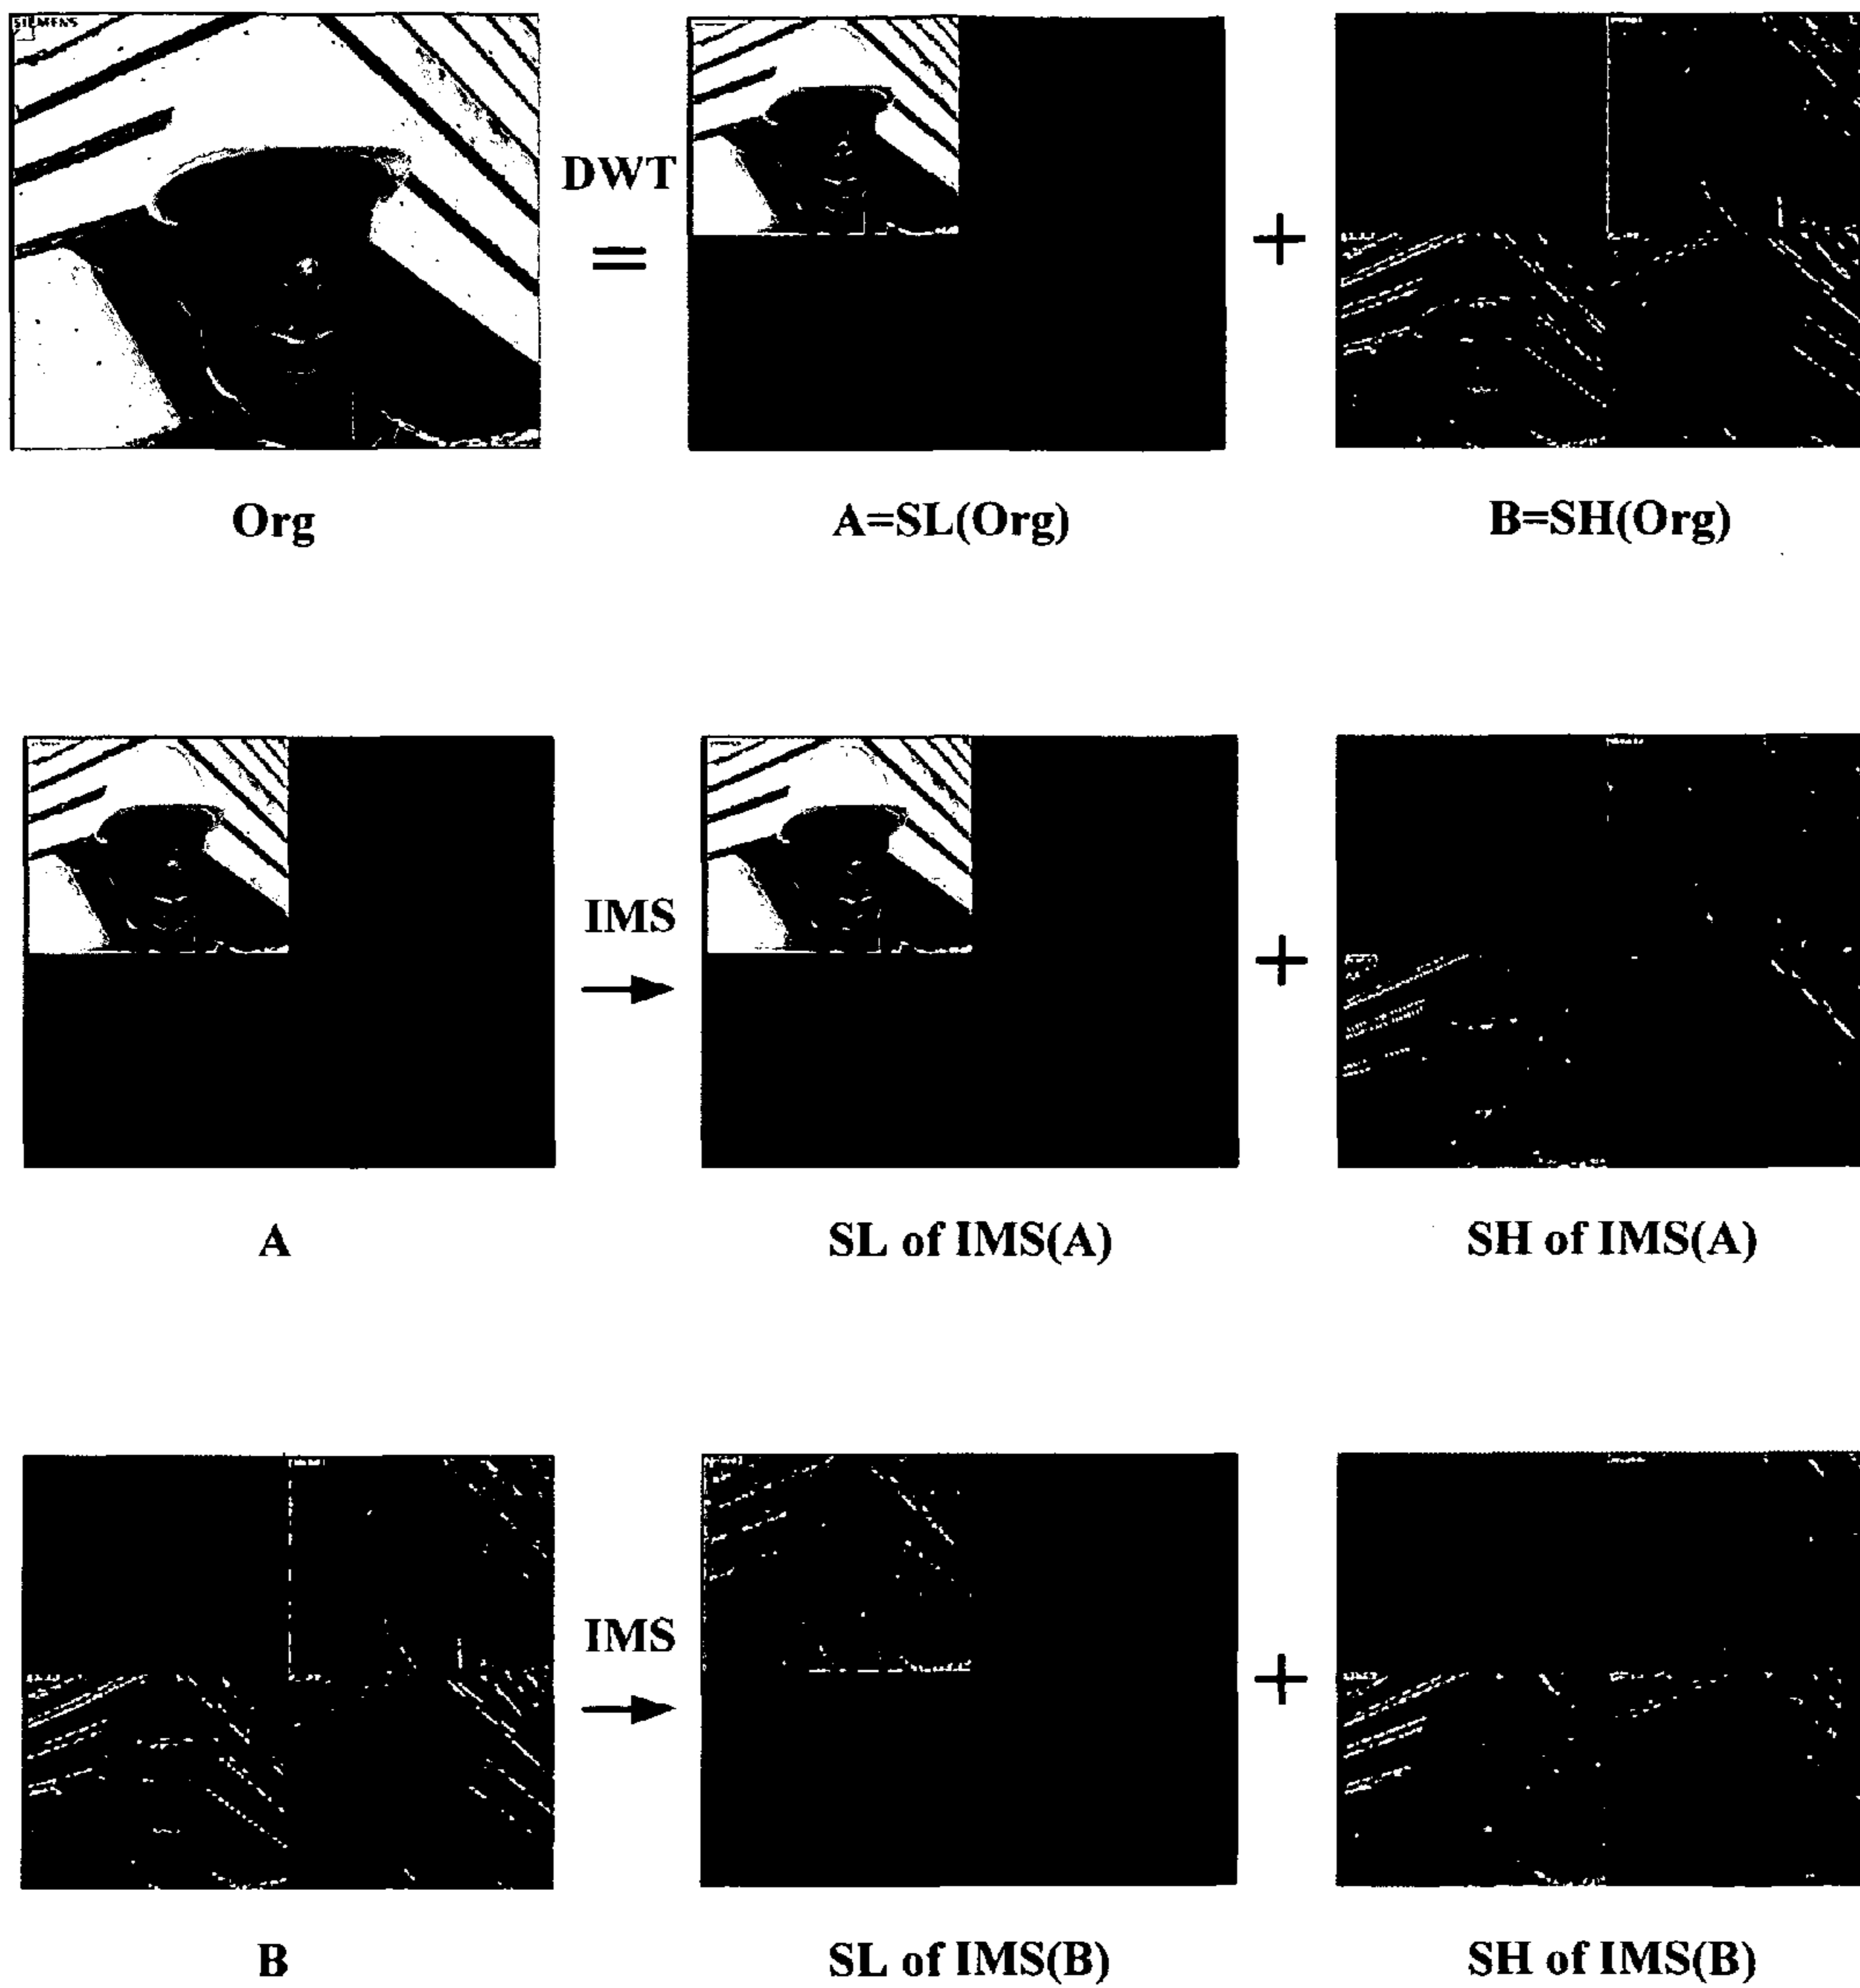 SIEMENS
DWT
=
+
Org
A=SL(Org)
B=SH(Org)
IMS
+
A
SL of IMS(A)
SH of IMS(A)
IMS
+
B
SL of IMS(B)
SH of IMS(B)